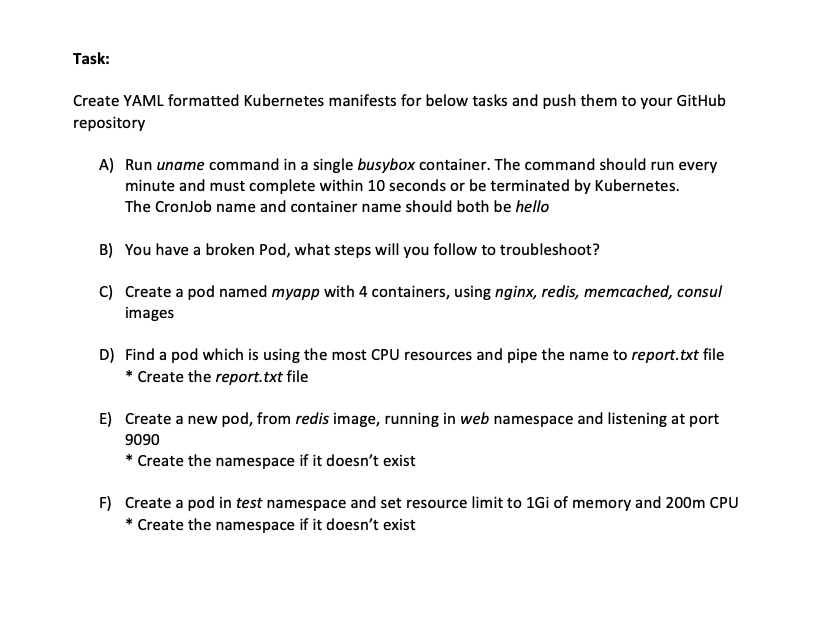 Task:
Create YAML formatted Kubernetes manifests for below tasks and push them to your GitHub
repository
A) Run uname command in a single busybox container. The command should run every
minute and must complete within 10 seconds or be terminated by Kubernetes.
The CronJob name and container name should both be hello
B) You have a broken Pod, what steps will you follow to troubleshoot?
C) Create a pod named myapp with 4 containers, using nginx, redis, memcached, consul
images
D) Find a pod which is using the most CPU resources and pipe the name to report.txt file
* Create the report.txt file
E) Create a new pod, from redis image, running in web namespace and listening at port
9090
* Create the namespace if it doesn’t exist
F) Create a pod in test namespace and set resource limit to 1Gi of memory and 200m CPU
* Create the namespace if it doesn’t exist